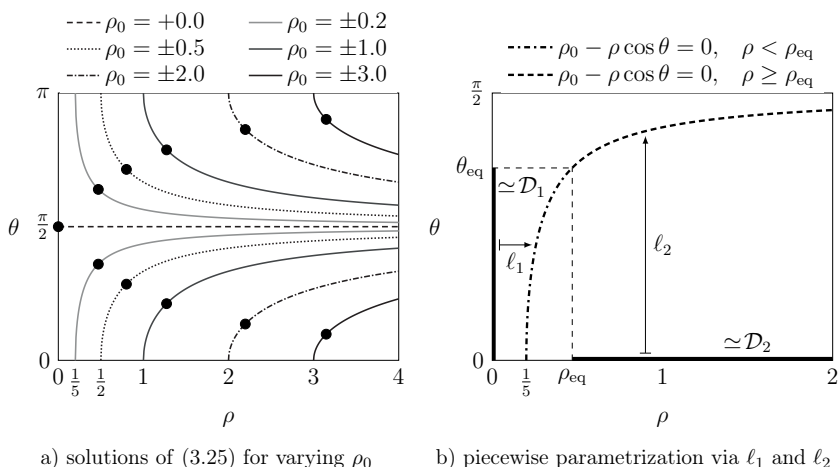 ρ₀ = +0.0
ρ₀ = ±0.2
ρ₀ = ±0.5
ρ₀ = ±1.0
ρ₀ = ±2.0
ρ₀ = ±3.0
π
θ
π/2
0
0
1/5
1/2
1
2
3
4
ρ
a) solutions of (3.25) for varying ρ₀
ρ₀ − ρ cos θ = 0, ρ < ρeq
ρ₀ − ρ cos θ = 0, ρ ≥ ρeq
π/2
θeq
≃D₁
θ
ℓ₁
ℓ₂
≃D₂
0
0
1/5
ρeq
1
2
ρ
b) piecewise parametrization via ℓ₁ and ℓ₂